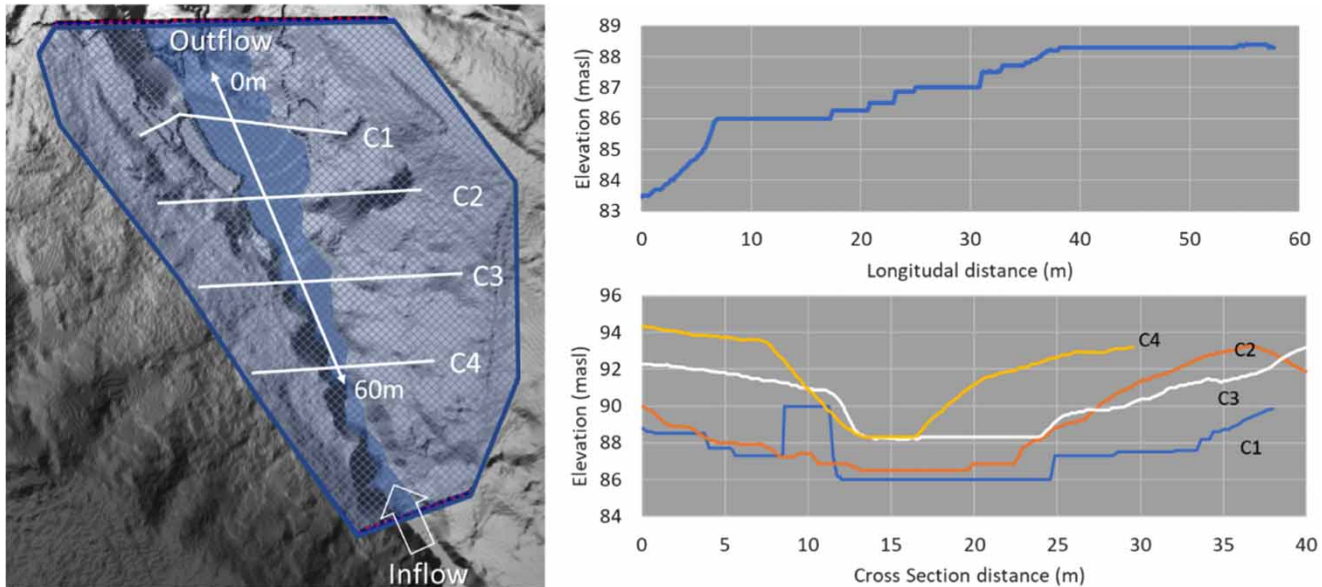 Outflow
0m
C1
C2
C3
C4
60m
Inflow
89
88
87
86
85
84
83
Elevation (masl)
0 10 20 30 40 50 60
Longitudal distance (m)
96
94
92
90
88
86
84
Elevation (masl)
C4
C2
C3
C1
0 5 10 15 20 25 30 35 40
Cross Section distance (m)